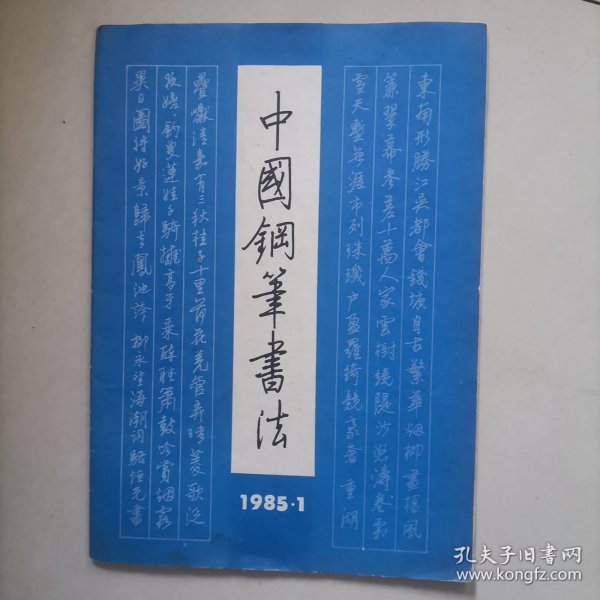 東南形勝江吳都會錢塘自古繁華烟柳畫橋風
簾翠幕參差十萬人家雲樹繞隄沙怒濤卷霜
雪天塹無涯市列珠璣户盈羅綺競豪奢重湖
中國鋼筆書法
1985·1
疊巘清嘉有三秋桂子十里荷花羌管弄晴菱歌泛
夜嬉嬉釣叟蓮娃千騎擁高牙乘醉聽簫鼓吟賞烟霞
異日圖將好景歸去鳳池誇 柳永望海潮詞駱恒光書
孔夫子旧书网
www.kongfz.com